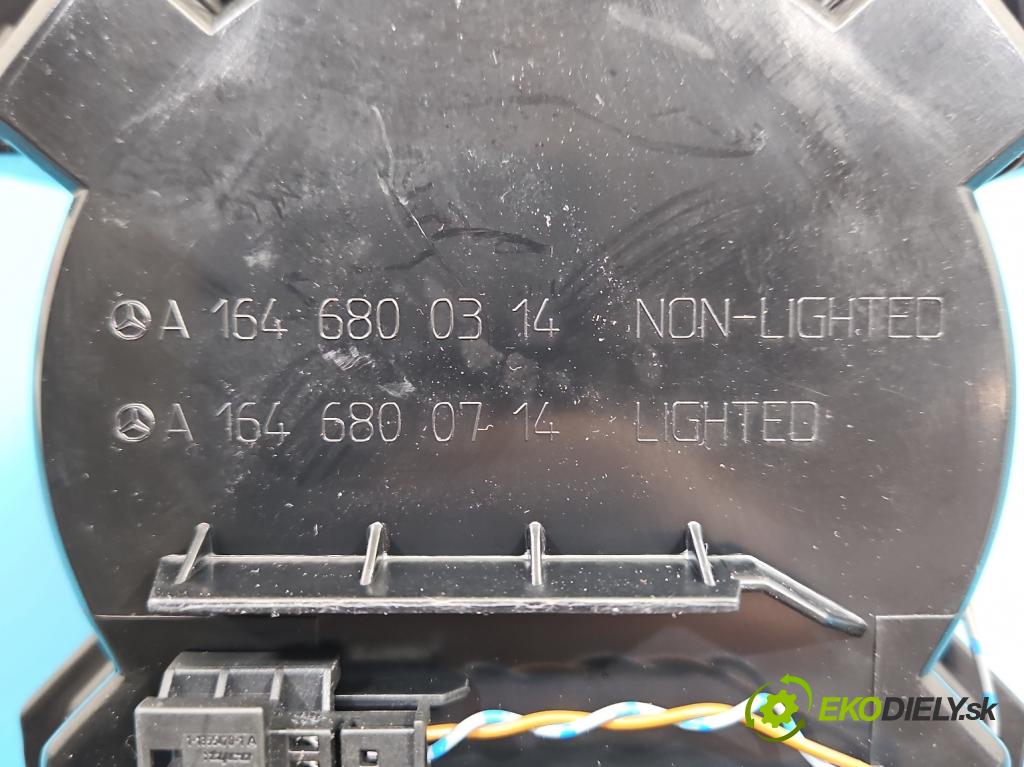 A 164 680 03 14 NON-LIGHTED
A 164 680 07 14 LIGHTED
EKODIELY.sk